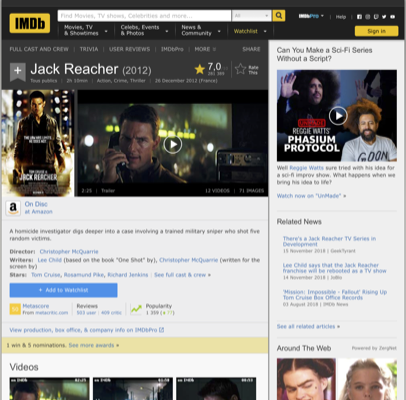 IMDb
Find Movies, TV shows, Celebrities and more...
All
IMDbPro
Help
Movies, TV & Showtimes
Celebs, Events & Photos
News & Community
Watchlist
Sign in
FULL CAST AND CREW | TRIVIA | USER REVIEWS | IMDbPro | MORE
SHARE
Jack Reacher (2012)
7,0
Rate This
Tous publics | 2h 10min | Action, Crime, Thriller | 26 December 2012 (France)
JACK REACHER
2:25 | Trailer
12 VIDEOS | 71 IMAGES
On Disc
at Amazon
A homicide investigator digs deeper into a case involving a trained military sniper who shot five random victims.
Director: Christopher McQuarrie
Writers: Lee Child (based on the book "One Shot" by), Christopher McQuarrie (written for the screen by)
Stars: Tom Cruise, Rosamund Pike, Richard Jenkins | See full cast & crew »
+ Add to Watchlist
Metascore
From metacritic.com
Reviews
503 user | 409 critic
Popularity
View production, box office, & company info on IMDbPro
1 win & 5 nominations. See more awards »
Videos
Can You Make a Sci-Fi Series
Without a Script?
REGGIE WATTS'
PHASIUM
PROTOCOL
Well Reggie Watts sure tried with his idea for
a sci-fi improv show. What happens when we
bring his idea to life?
Watch now on "UnMade" »
Related News
There's a Jack Reacher TV Series in
Development
15 November 2018 | GeekTyrant
Lee Child says that the Jack Reacher
franchise will be rebooted as a TV show
14 November 2018 | JoBlo
'Mission: Impossible - Fallout' Rising Up
Tom Cruise Box Office Records
03 August 2018 | IMDb News
See all related articles »
Around The Web
Powered by ZergNet